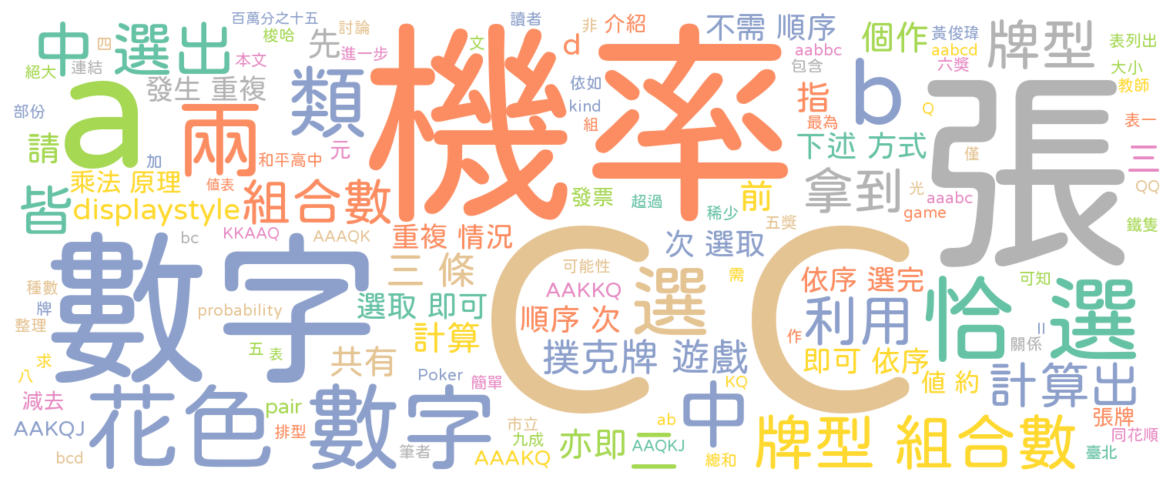 百萬分之十五
讀者
非 介紹
不需 順序
個作
黃俊瑋
表列出
中選出
四
梭哈
先
討論
文
d
aabbc
aabcd
牌型
絕大
連結
本文
進一步
機率
包含
六獎
大小
教師
發生 重複
類
依如
kind
指
b
張
部份
a
兩
組
最為
Q
表一
請
加
和平高中
元
下述 方式
僅
三
乘法 原理
值表
發票
超過
前
拿到
光
aaabc
QQ
皆
displaystyle
組合數
稀少
五獎
game
鐵隻
數字
bc
KKAAQ
AAAQK
重複 情況
C
次 選取
C
三 條
可能性
選
需
依序 選完
可知
種數
牌
probability
選取 即可
AAKKQ
利用
恰 選
整理
順序 次
作
II
五
表
計算
撲克牌 遊戲
即可 依序
關係
求
共有
八
Poker
簡單
KQ
值 約
計算出
減去
花色
pair
數字
市立
ab
中
張牌
AAKQJ
排型
九成
亦即
二
AAQKJ
牌型 組合數
同花順
bcd
筆者
AAAKQ
總和
臺北